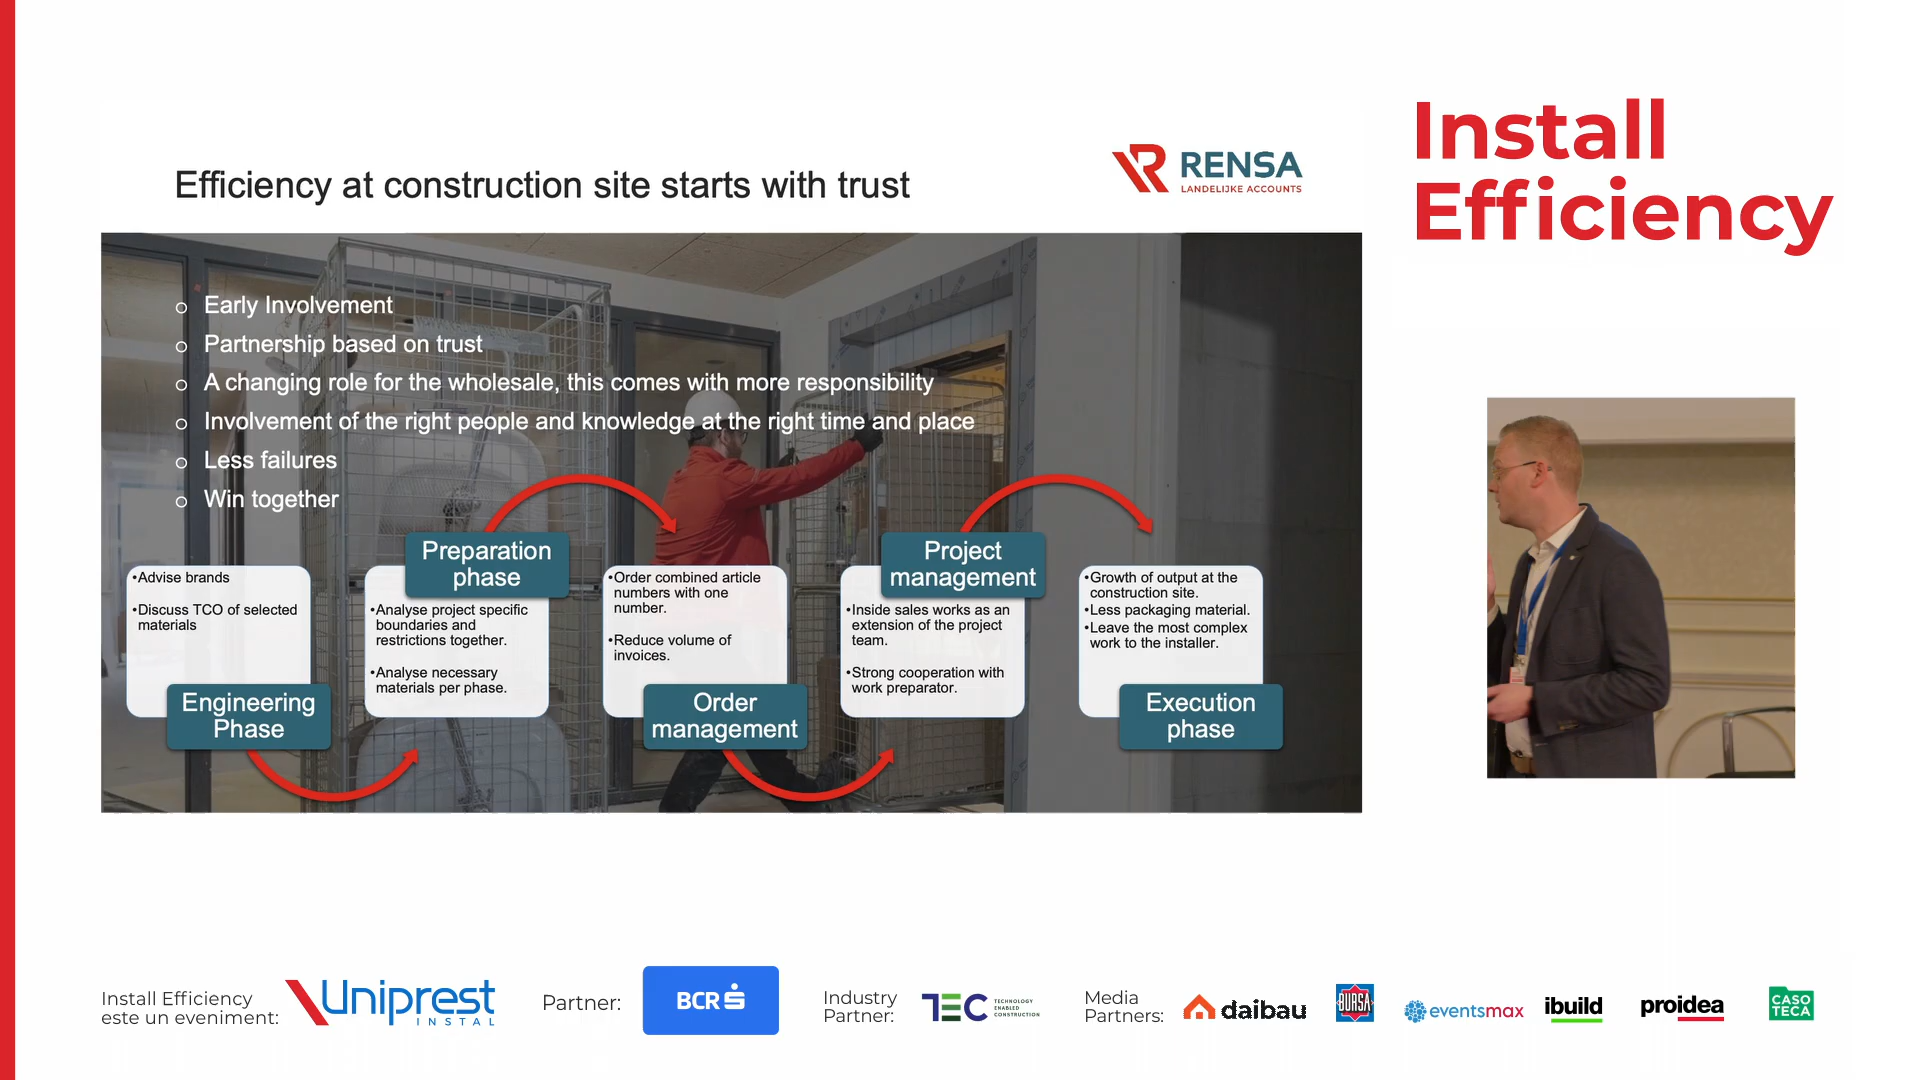 Install
Efficiency
Efficiency at construction site starts with trust
RENSA
LANDELIJKE ACCOUNTS
o Early Involvement
o Partnership based on trust
o A changing role for the wholesale, this comes with more responsibility
o Involvement of the right people and knowledge at the right time and place
o Less failures
o Win together
•Advise brands
•Discuss TCO of selected
materials
Engineering
Phase
Preparation
phase
•Analyse project specific
boundaries and
restrictions together.
•Analyse necessary
materials per phase.
•Order combined article
numbers with one
number.
•Reduce volume of
invoices.
Order
management
Project
management
•Inside sales works as an
extension of the project
team.
•Strong cooperation with
work preparator.
•Growth of output at the
construction site.
•Less packaging material.
•Leave the most complex
work to the installer.
Execution
phase
Install Efficiency
este un eveniment:
Uniprest
INSTAL
Partner:
BCR
Industry
Partner:
TEC
TECHNOLOGY
ENABLED
CONSTRUCTION
Media
Partners:
daibau
BURSA
eventsmax
ibuild
proidea
CASO
TECA